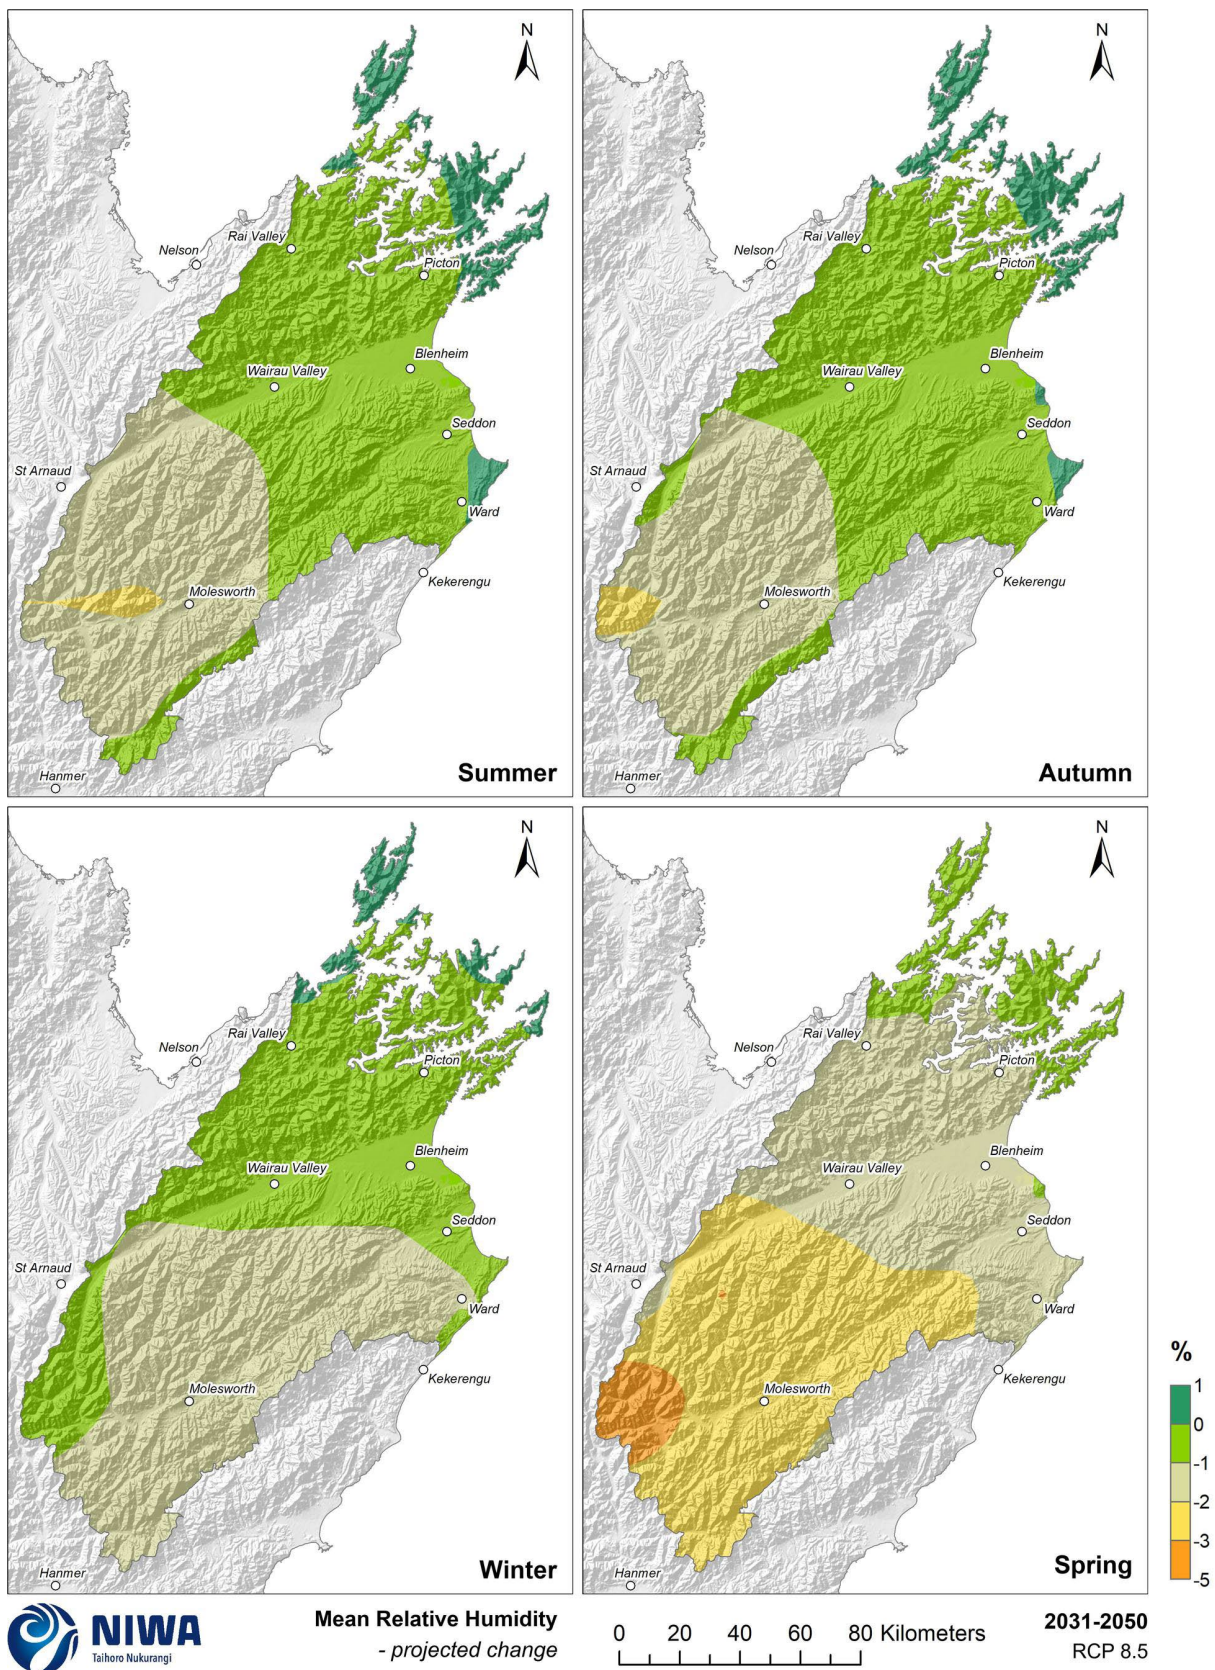 N
Nelson
Rai Valley
Picton
Blenheim
Wairau Valley
Seddon
St Arnaud
Ward
Kekerengu
Molesworth
Hanmer
Summer
N
Nelson
Rai Valley
Picton
Blenheim
Wairau Valley
Seddon
St Arnaud
Ward
Kekerengu
Molesworth
Hanmer
Autumn
N
Nelson
Rai Valley
Picton
Blenheim
Wairau Valley
Seddon
St Arnaud
Ward
Kekerengu
Molesworth
Hanmer
Winter
N
Nelson
Rai Valley
Picton
Blenheim
Wairau Valley
Seddon
St Arnaud
Ward
Kekerengu
Molesworth
Hanmer
Spring
%
1
0
-1
-2
-3
-5
NIWA
Taihoro Nukurangi
Mean Relative Humidity
- projected change
0 20 40 60 80 Kilometers
2031-2050
RCP 8.5